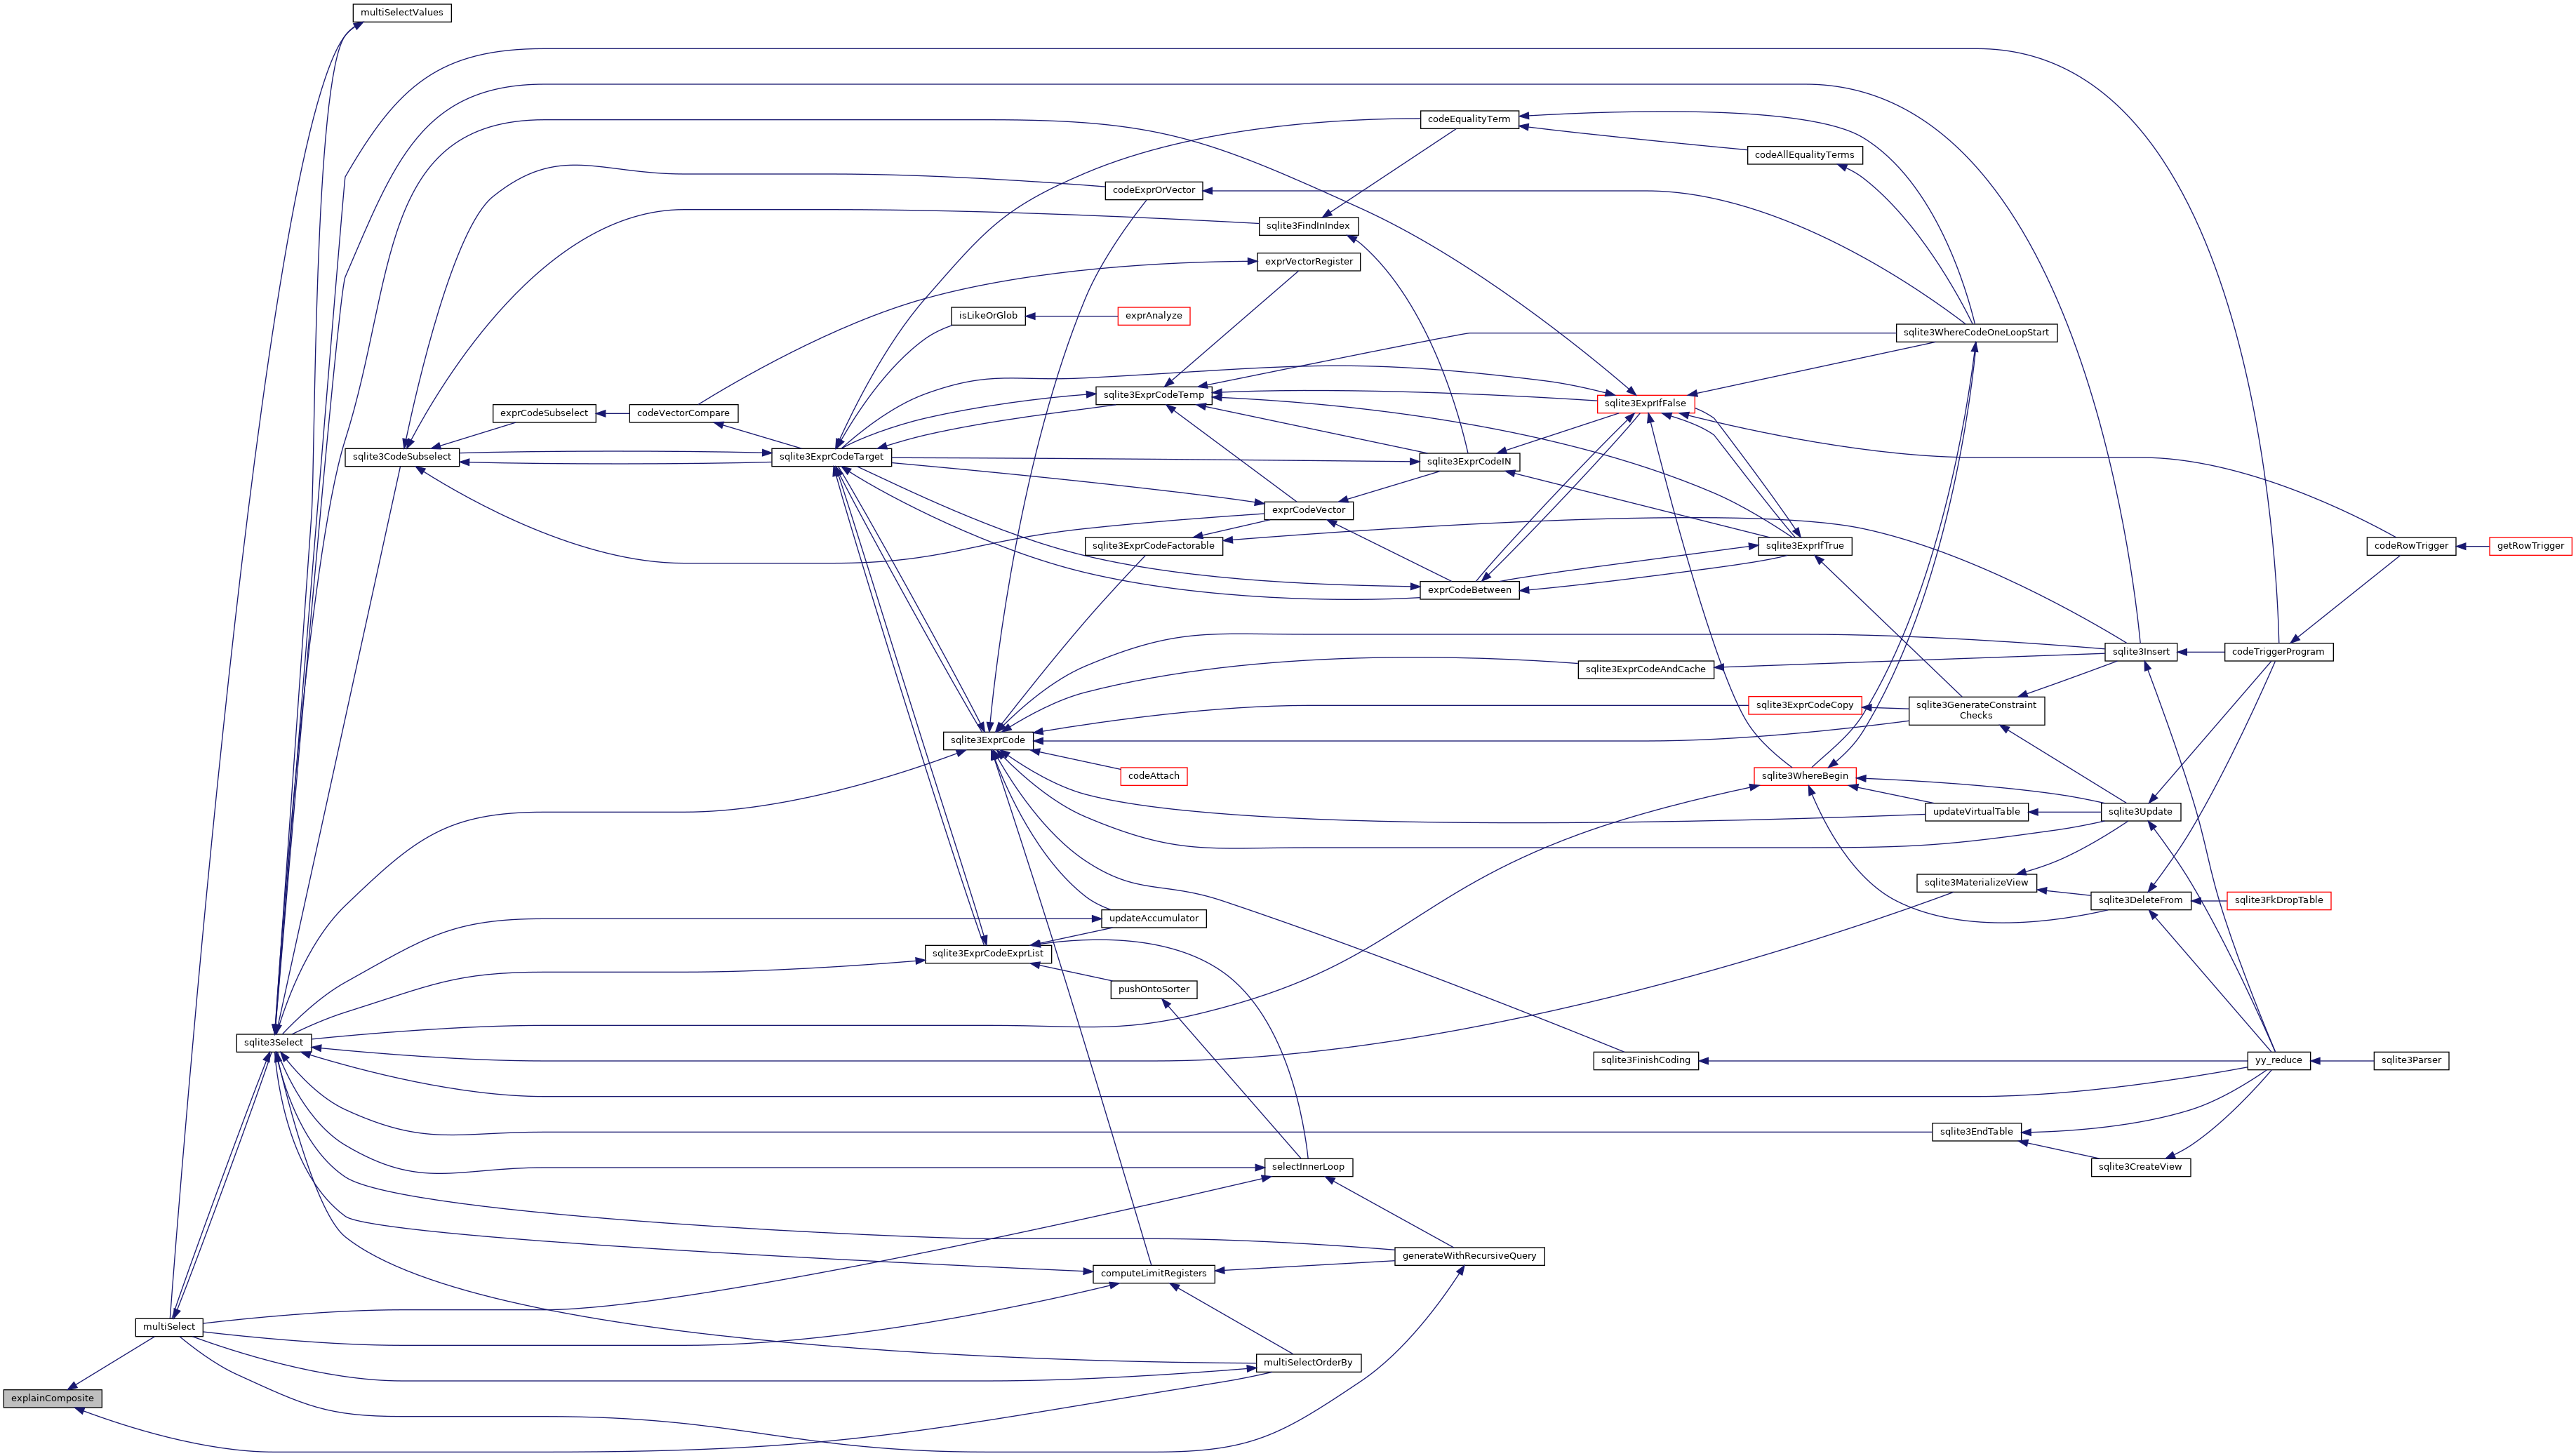 multiSelectValues
codeEqualityTerm
codeAllEqualityTerms
codeExprOrVector
sqlite3FindInIndex
exprVectorRegister
isLikeOrGlob
exprAnalyze
sqlite3WhereCodeOneLoopStart
sqlite3ExprCodeTemp
sqlite3ExprIfFalse
exprCodeSubselect
codeVectorCompare
sqlite3CodeSubselect
sqlite3ExprCodeTarget
sqlite3ExprCodeIN
exprCodeVector
sqlite3ExprCodeFactorable
sqlite3ExprIfTrue
codeRowTrigger
getRowTrigger
exprCodeBetween
sqlite3Insert
codeTriggerProgram
sqlite3ExprCodeAndCache
sqlite3ExprCodeCopy
sqlite3GenerateConstraint
Checks
sqlite3ExprCode
codeAttach
sqlite3WhereBegin
updateVirtualTable
sqlite3Update
sqlite3MaterializeView
sqlite3DeleteFrom
sqlite3FkDropTable
updateAccumulator
sqlite3ExprCodeExprList
pushOntoSorter
sqlite3Select
sqlite3FinishCoding
yy_reduce
sqlite3Parser
sqlite3EndTable
selectInnerLoop
sqlite3CreateView
generateWithRecursiveQuery
computeLimitRegisters
multiSelect
multiSelectOrderBy
explainComposite